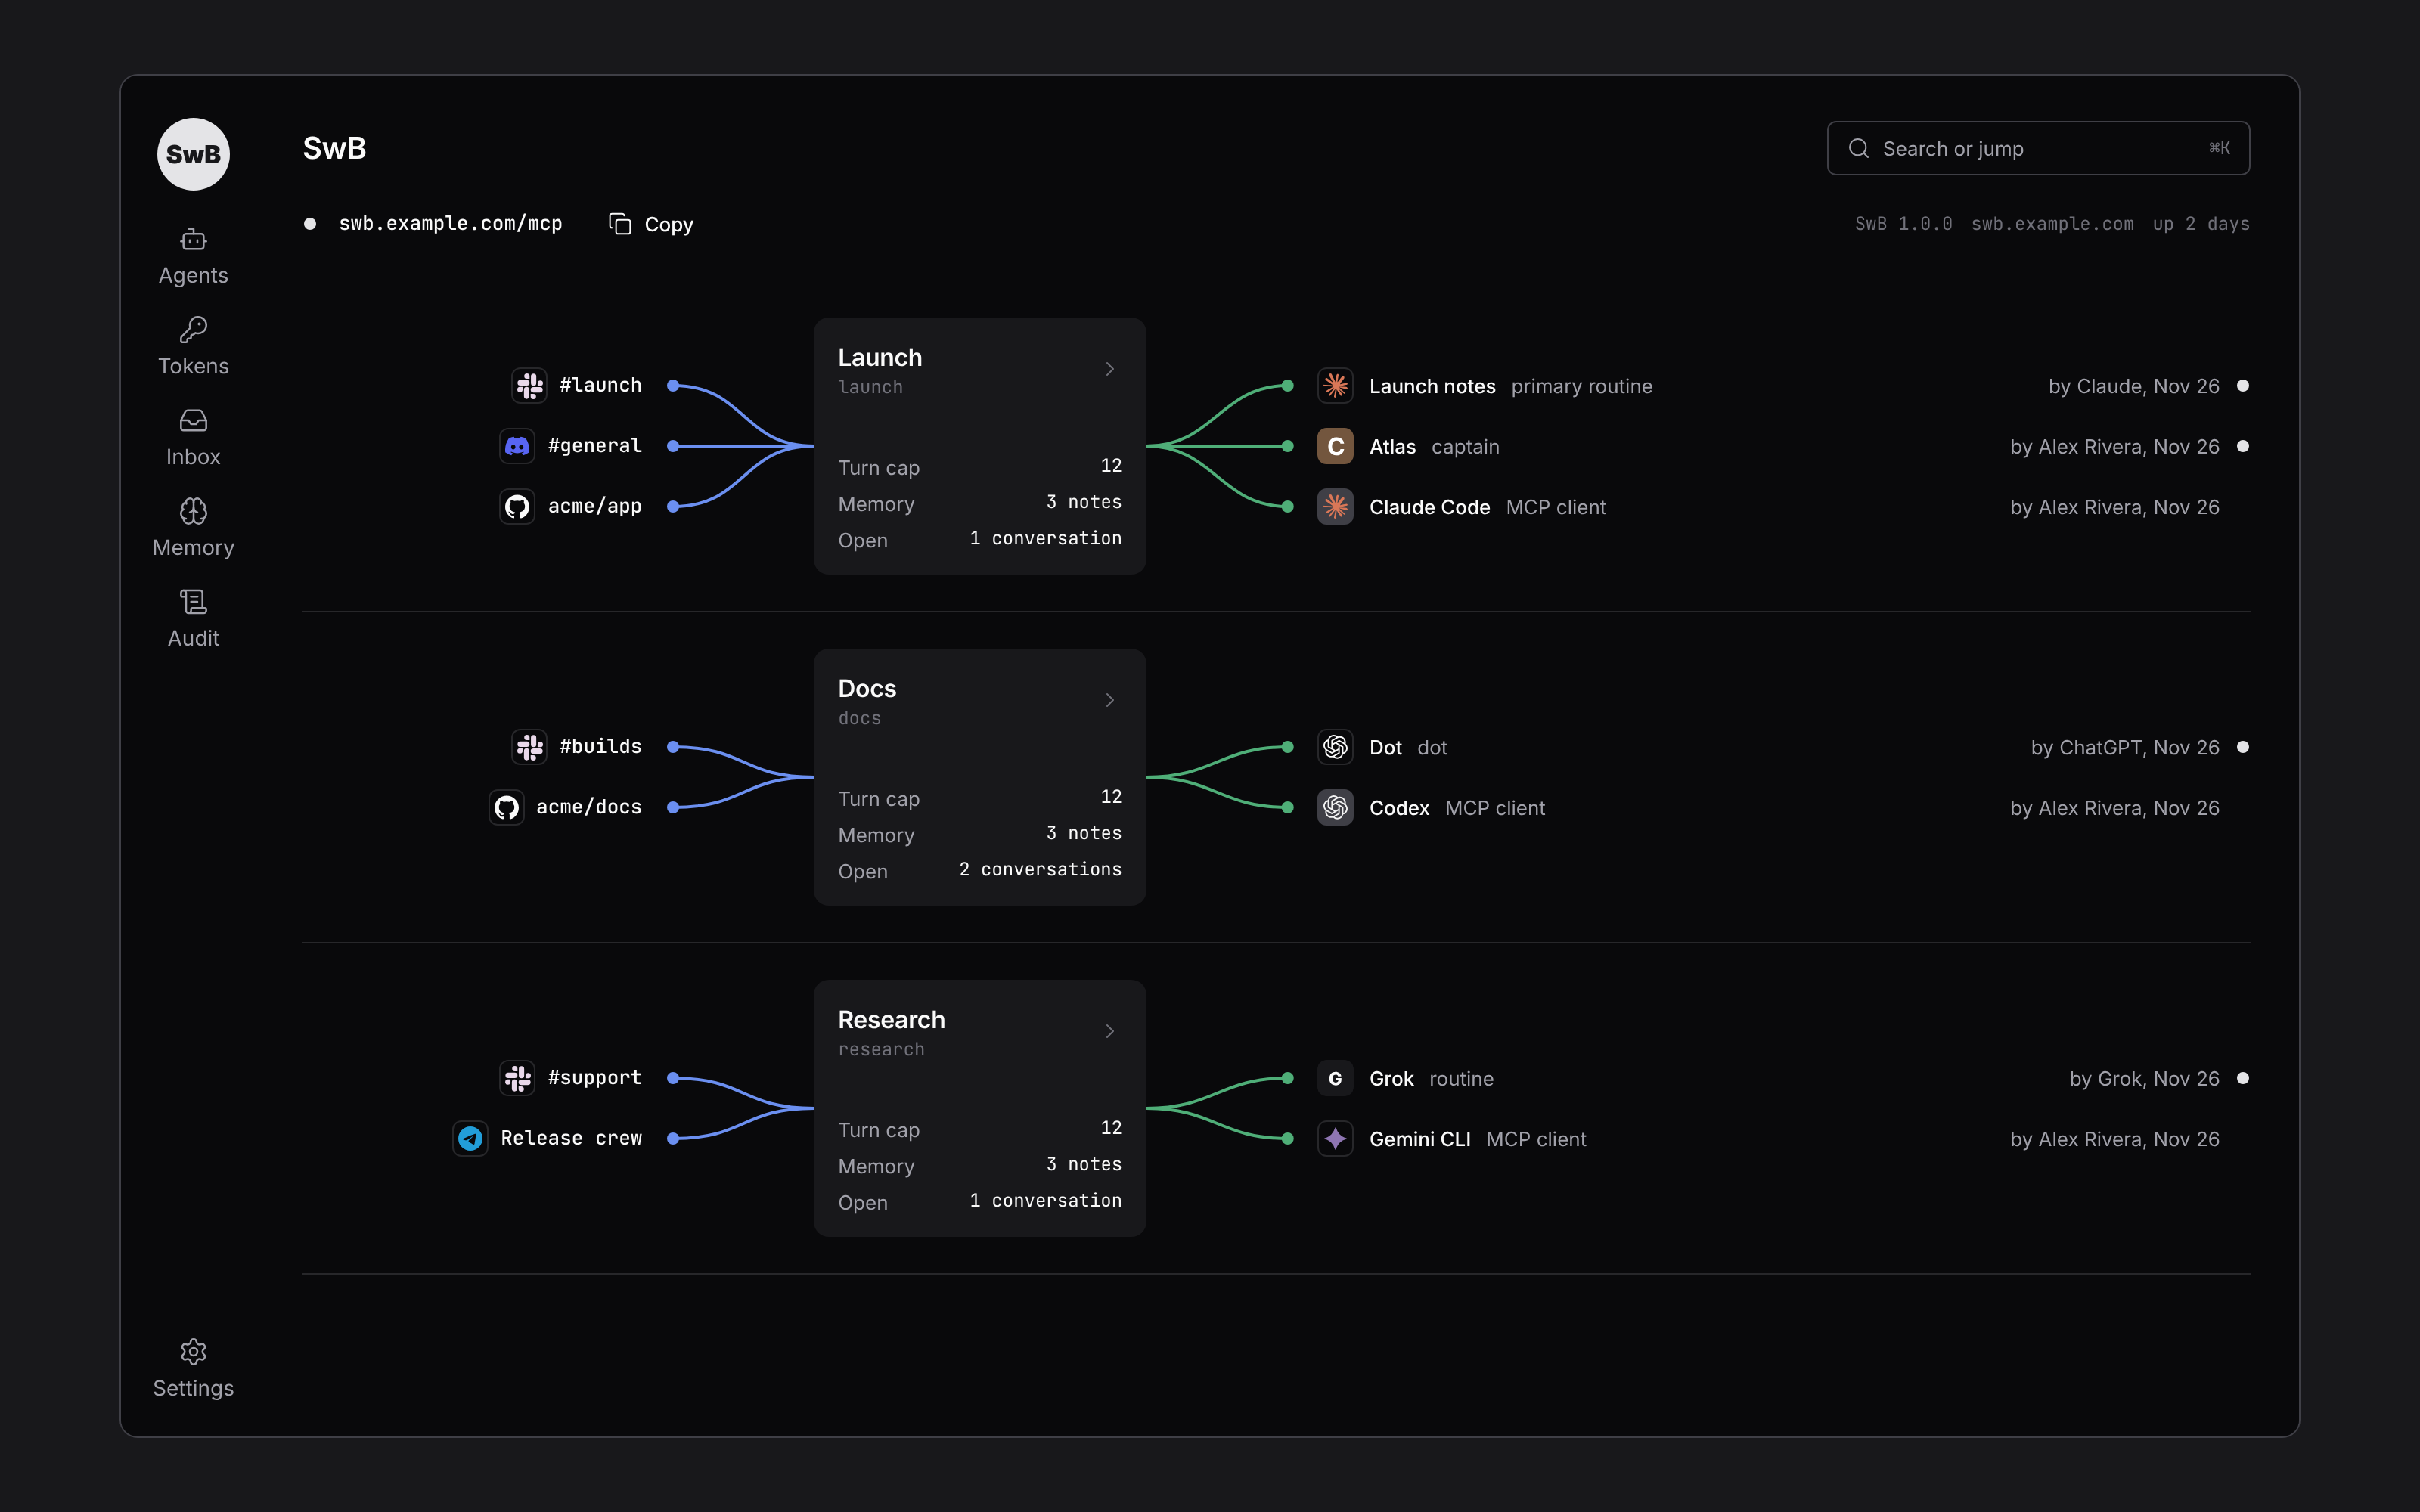 SwB
SwB
Search or jump ⌘K
swb.example.com/mcp Copy
SwB 1.0.0 swb.example.com up 2 days
Agents
Tokens
Inbox
Memory
Audit
Settings
#launch
#general
acme/app
Launch
launch
Turn cap 12
Memory 3 notes
Open 1 conversation
Launch notes primary routine by Claude, Nov 26
C Atlas captain by Alex Rivera, Nov 26
Claude Code MCP client by Alex Rivera, Nov 26
#builds
acme/docs
Docs
docs
Turn cap 12
Memory 3 notes
Open 2 conversations
Dot dot by ChatGPT, Nov 26
Codex MCP client by Alex Rivera, Nov 26
#support
Release crew
Research
research
Turn cap 12
Memory 3 notes
Open 1 conversation
G Grok routine by Grok, Nov 26
Gemini CLI MCP client by Alex Rivera, Nov 26